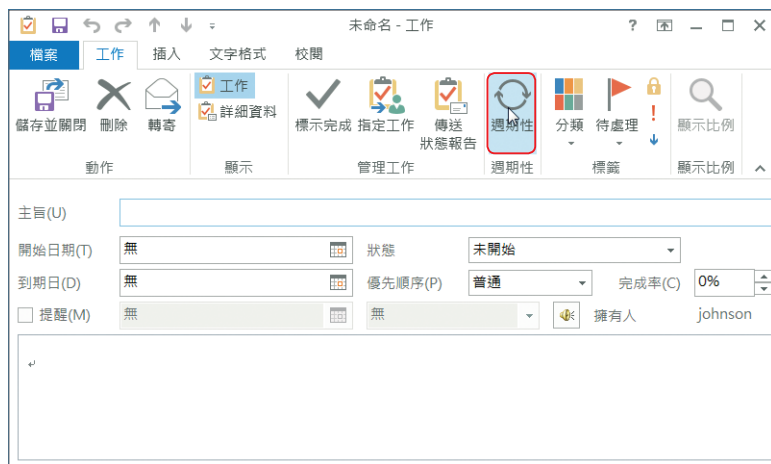 未命名 - 工作
檔案 工作 插入 文字格式 校閱
儲存並關閉 刪除 轉寄 工作 詳細資料 標示完成 指定工作 傳送 狀態報告 週期性 分類 待處理 顯示比例
動作 顯示 管理工作 週期性 標籤 顯示比例
主旨(U)
開始日期(T) 無 狀態 未開始
到期日(D) 無 優先順序(P) 普通 完成率(C) 0%
提醒(M) 無 無 擁有人 johnson